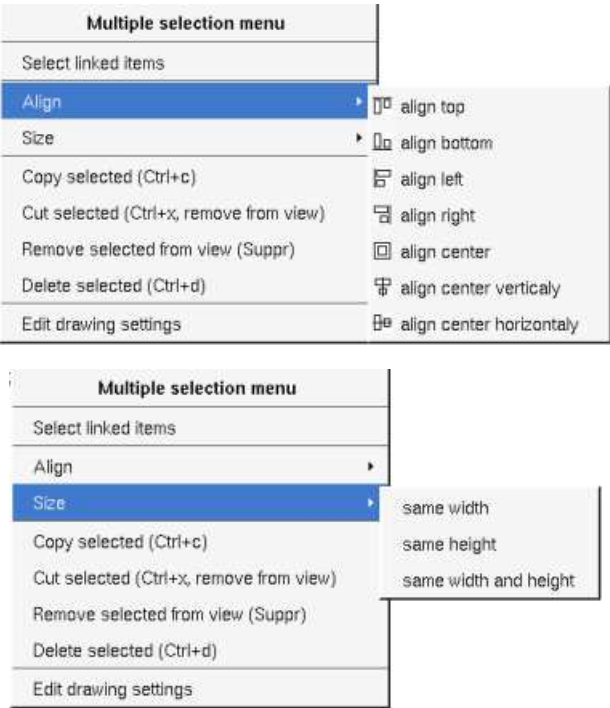 Multiple selection menu
Select linked items
Align
Size
Copy selected (Ctrl+c)
Cut selected (Ctrl+x, remove from view)
Remove selected from view (Suppr)
Delete selected (Ctrl+d)
Edit drawing settings
align top
align bottom
align left
align right
align center
align center verticaly
align center horizontaly
Multiple selection menu
Select linked items
Align
Size
Copy selected (Ctrl+c)
Cut selected (Ctrl+x, remove from view)
Remove selected from view (Suppr)
Delete selected (Ctrl+d)
Edit drawing settings
same width
same height
same width and height